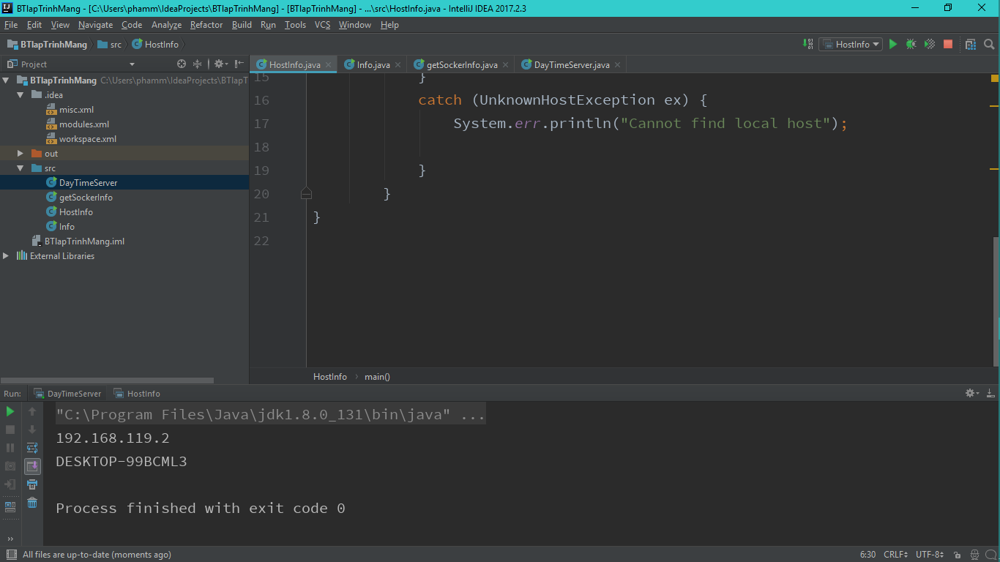 BTlapTrinhMang - [C:\Users\phamm\IdeaProjects\BTlapTrinhMang] - [BTlapTrinhMang] - ...\src\HostInfo.java - IntelliJ IDEA 2017.2.3
File Edit View Navigate Code Analyze Refactor Build Run Tools VCS Window Help
BTlapTrinhMang src HostInfo
HostInfo
Project
HostInfo.java Info.java getSockerInfo.java DayTimeServer.java
BTlapTrinhMang C:\Users\phamm\IdeaProjects\BTlapT
.idea
misc.xml
modules.xml
workspace.xml
out
src
DayTimeServer
getSockerInfo
HostInfo
Info
BTlapTrinhMang.iml
External Libraries
15 }
16 catch (UnknownHostException ex) {
17 System.err.println("Cannot find local host");
18
19 }
20 }
21 }
22
HostInfo main()
Run: DayTimeServer HostInfo
"C:\Program Files\Java\jdk1.8.0_131\bin\java" ...
192.168.119.2
DESKTOP-99BCML3
Process finished with exit code 0
All files are up-to-date (moments ago)
6:30 CRLF UTF-8